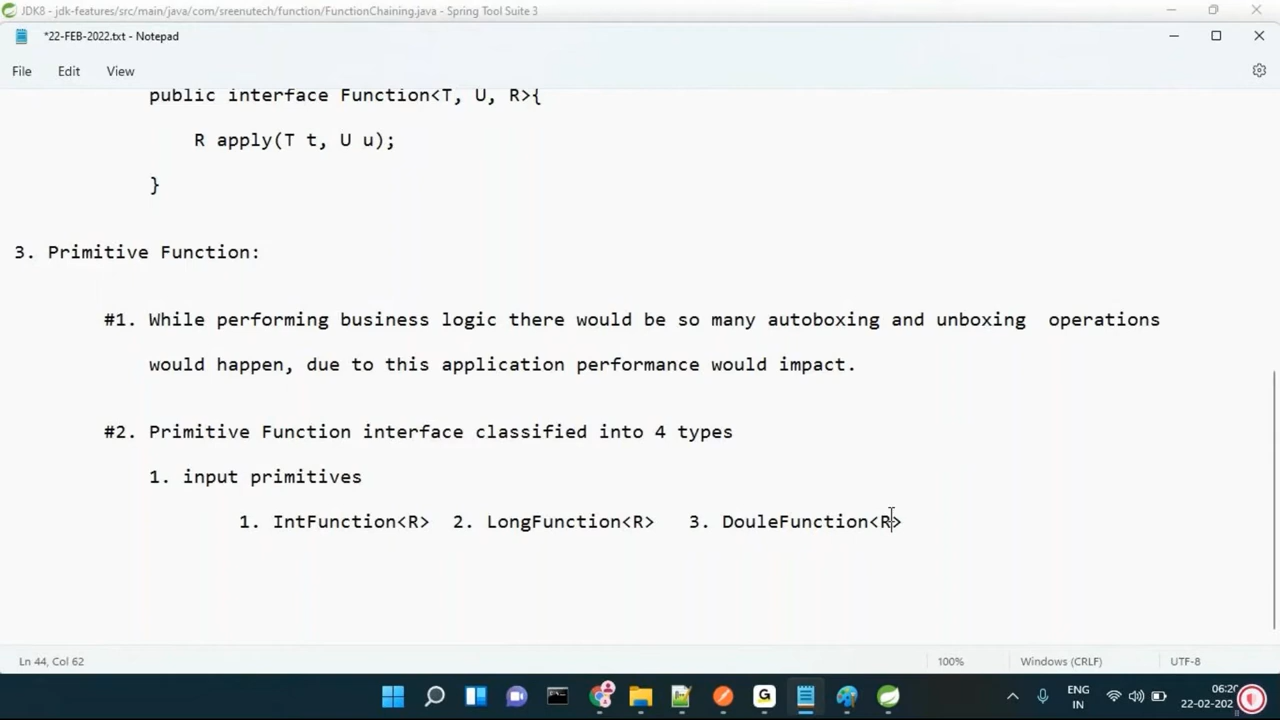 JDK8 - jdk-features/src/main/java/com/sreenutech/function/FunctionChaining.java - Spring Tool Suite 3
*22-FEB-2022.txt - Notepad
File Edit View
public interface Function<T, U, R>{
R apply(T t, U u);
}
3. Primitive Function:
#1. While performing business logic there would be so many autoboxing and unboxing operations
would happen, due to this application performance would impact.
#2. Primitive Function interface classified into 4 types
1. input primitives
1. IntFunction<R> 2. LongFunction<R> 3. DouleFunction<R>
Ln 44, Col 62 100% Windows (CRLF) UTF-8
ENG
IN
06:20
22-02-202